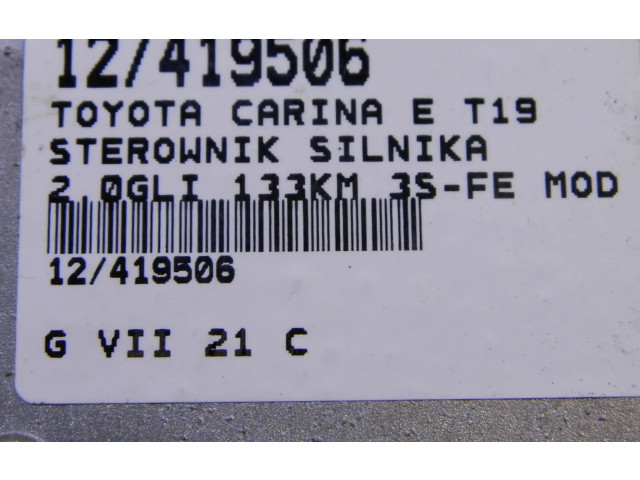 12/419506
TOYOTA CARINA E T19
STEROWNIK SILNIKA
2.0GLI 133KM 3S-FE MOD
12/419506
G VII 21 C